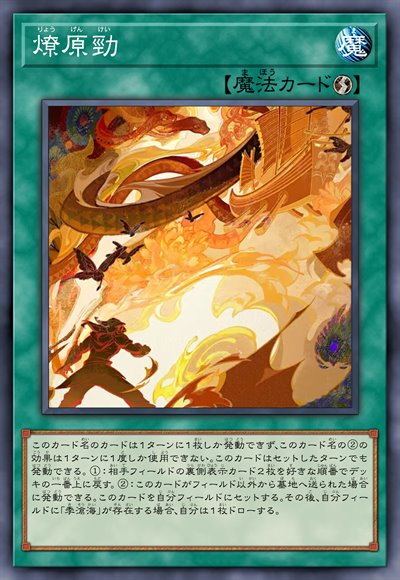 燎原勁
りょうげんけい
魔
【魔法カード】
まほう
このカード名のカードは1ターンに1枚しか発動できず、このカード名の②の
効果は1ターンに1度しか使用できない。このカードはセットしたターンでも
発動できる。①：相手フィールドの裏側表示カード2枚を好きな順番でデッ
キの一番上に戻す。②：このカードがフィールド以外から墓地へ送られた場合
に発動できる。このカードを自分フィールドにセットする。その後、自分フィー
ルドに「季滄海」が存在する場合、自分は1枚ドローする。